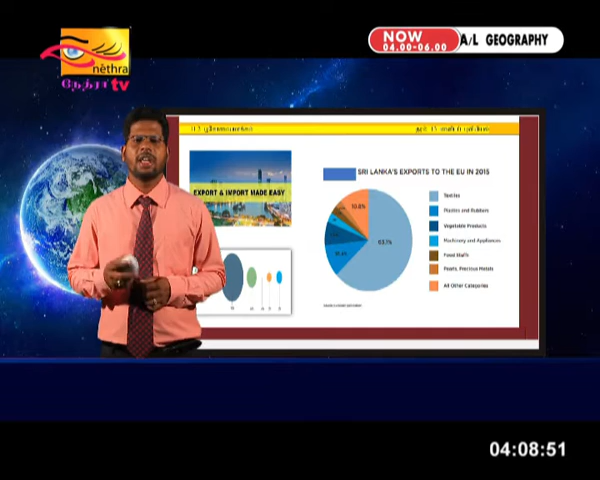 NOW
04.00-06.00
A/L GEOGRAPHY
nethra
நேத்ரா tv
EXPORT & IMPORT MADE EASY
SRI LANKA'S EXPORTS TO THE EU IN 2015
10.8%
63.1%
Textiles
Plastics and Rubbers
Vegetable Products
Machinery and Appliances
Food Stuffs
Pearls, Precious Metals
All Other Categories
04:08:51